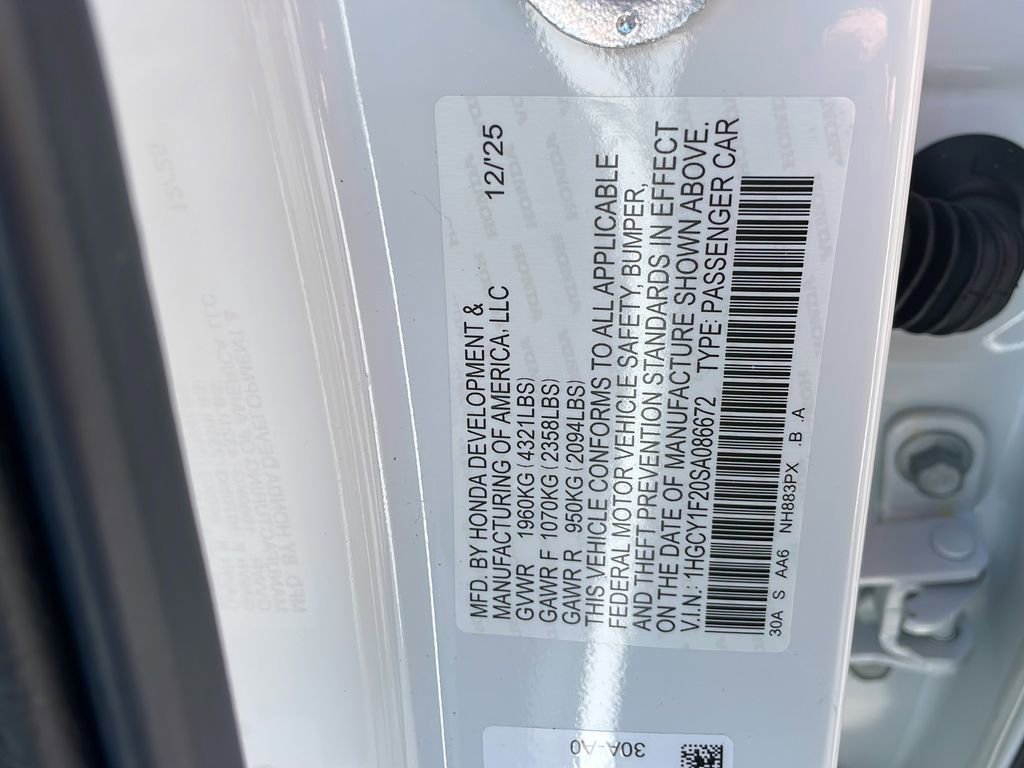 MFD. BY HONDA DEVELOPMENT &
MANUFACTURING OF AMERICA, LLC 12/'25
GVWR 1960KG (4321LBS)
GAWR F 1070KG (2358LBS)
GAWR R 950KG (2094LBS)
THIS VEHICLE CONFORMS TO ALL APPLICABLE
FEDERAL MOTOR VEHICLE SAFETY, BUMPER,
AND THEFT PREVENTION STANDARDS IN EFFECT
ON THE DATE OF MANUFACTURE SHOWN ABOVE.
V.I.N.: 1HGCY1F20SA086672 TYPE: PASSENGER CAR
30A S AA6 NH883PX .B .A
30A-A0